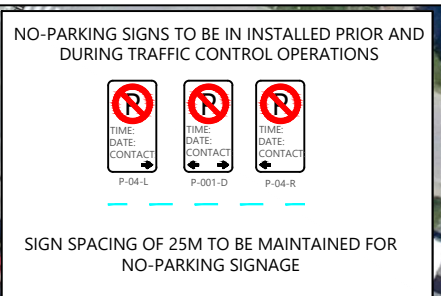 NO-PARKING SIGNS TO BE IN INSTALLED PRIOR AND
DURING TRAFFIC CONTROL OPERATIONS
P P P
TIME: TIME: TIME:
DATE: DATE: DATE:
CONTACT CONTACT CONTACT
P-04-L P-001-D P-04-R
SIGN SPACING OF 25M TO BE MAINTAINED FOR
NO-PARKING SIGNAGE